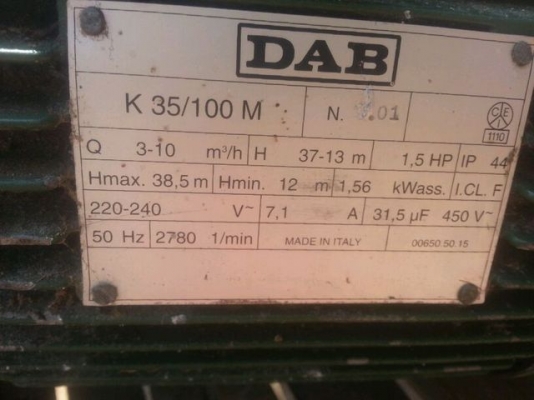 DAB
K 35/100 M N. .01
CEI
1110
Q 3-10 m³/h H 37-13 m 1,5 HP IP 44
Hmax. 38,5 m Hmin. 12 m 1,56 kWass. I.CL. F
220-240 V~ 7,1 A 31,5 µF 450 V~
50 Hz 2780 1/min MADE IN ITALY 00650.50.15